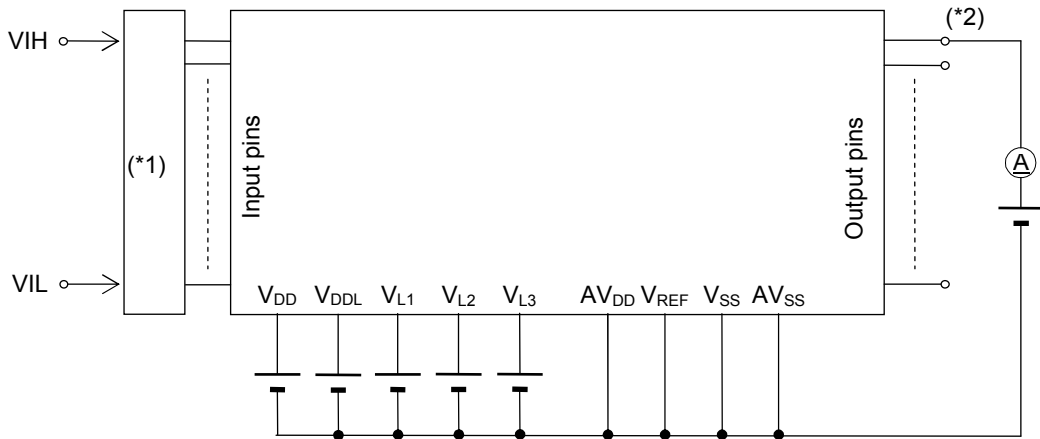 (*2)
VIH
(*1)
Input pins
Output pins
A
VIL
VDD VDDL VL1 VL2 VL3 AVDD VREF VSS AVSS